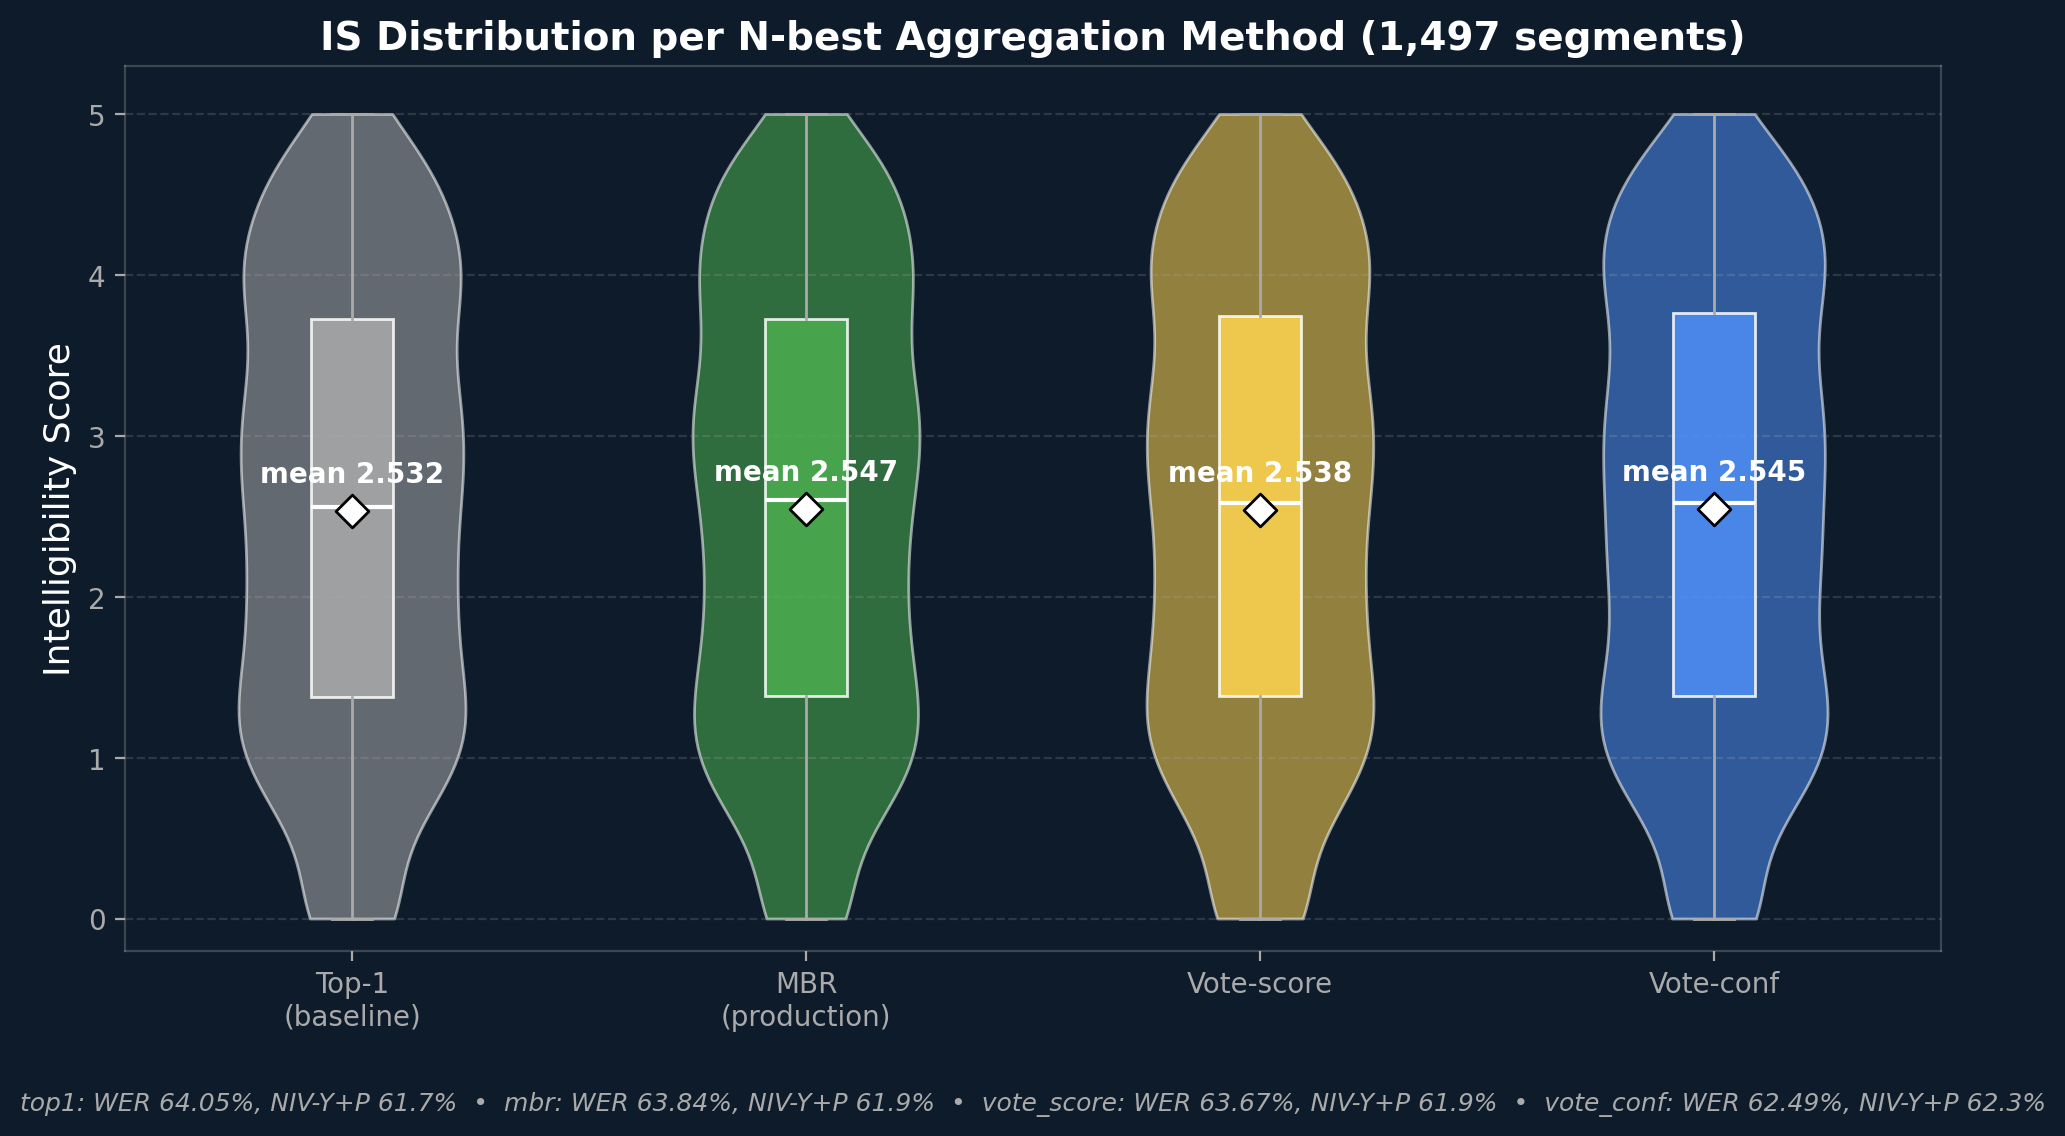 IS Distribution per N-best Aggregation Method (1,497 segments)
Intelligibility Score
5
4
3
2
1
0
mean 2.532
mean 2.547
mean 2.538
mean 2.545
Top-1
(baseline)
MBR
(production)
Vote-score
Vote-conf
top1: WER 64.05%, NIV-Y+P 61.7% • mbr: WER 63.84%, NIV-Y+P 61.9% • vote_score: WER 63.67%, NIV-Y+P 61.9% • vote_conf: WER 62.49%, NIV-Y+P 62.3%